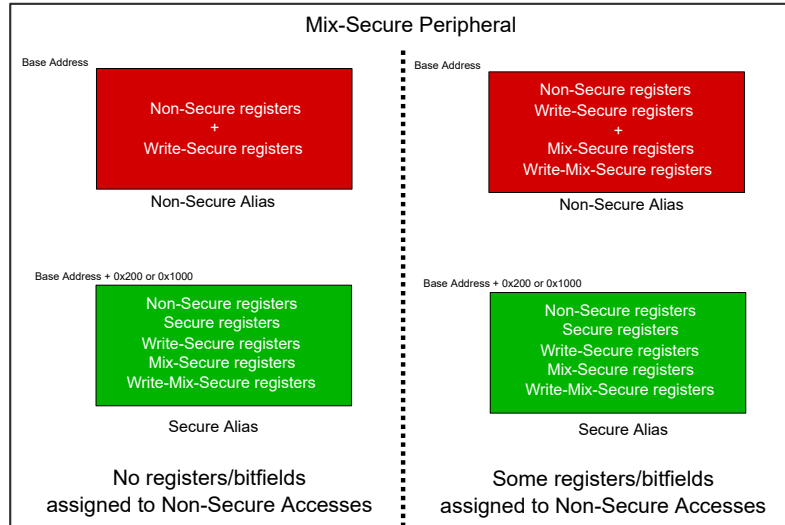 Mix-Secure Peripheral
Base Address
Non-Secure registers
+
Write-Secure registers
Non-Secure Alias
Base Address + 0x200 or 0x1000
Non-Secure registers
Secure registers
Write-Secure registers
Mix-Secure registers
Write-Mix-Secure registers
Secure Alias
No registers/bitfields
assigned to Non-Secure Accesses
Base Address
Non-Secure registers
Write-Secure registers
+
Mix-Secure registers
Write-Mix-Secure registers
Non-Secure Alias
Base Address + 0x200 or 0x1000
Non-Secure registers
Secure registers
Write-Secure registers
Mix-Secure registers
Write-Mix-Secure registers
Secure Alias
Some registers/bitfields
assigned to Non-Secure Accesses